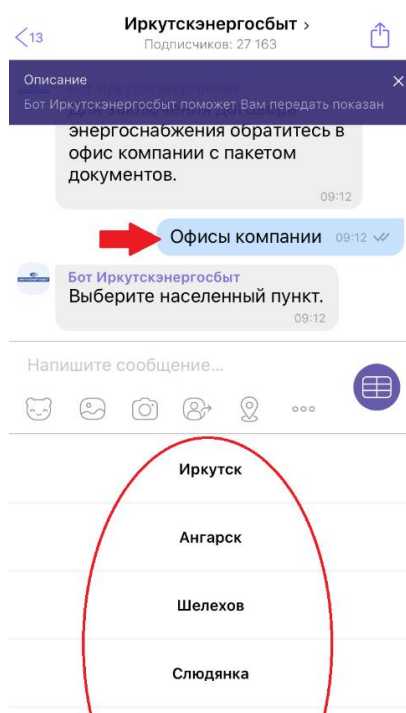 13
Иркутскэнергосбыт >
Подписчиков: 27 163
Описание
Бот Иркутскэнергосбыт поможет Вам передать показан
энергоснабжения обратитесь в
офис компании с пакетом
документов.
09:12
Офисы компании 09:12
Бот Иркутскэнергосбыт
Выберите населенный пункт.
09:12
Напишите сообщение...
Иркутск
Ангарск
Шелехов
Слюдянка